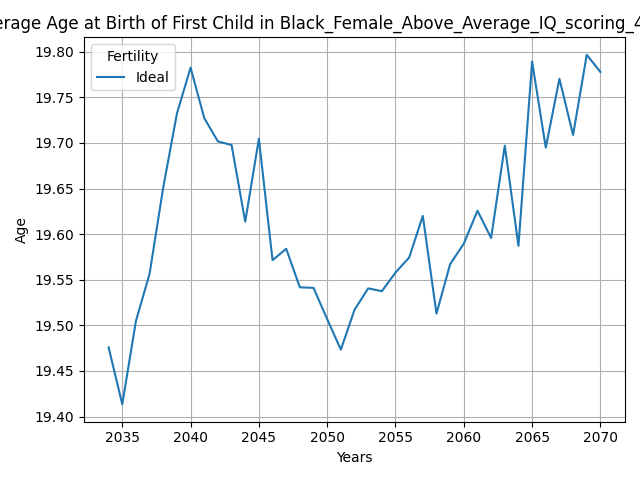 erage Age at Birth of First Child in Black_Female_Above_Average_IQ_scoring_4
Fertility
Ideal
19.80
19.75
19.70
19.65
19.60
19.55
19.50
19.45
19.40
Age
2035 2040 2045 2050 2055 2060 2065 2070
Years